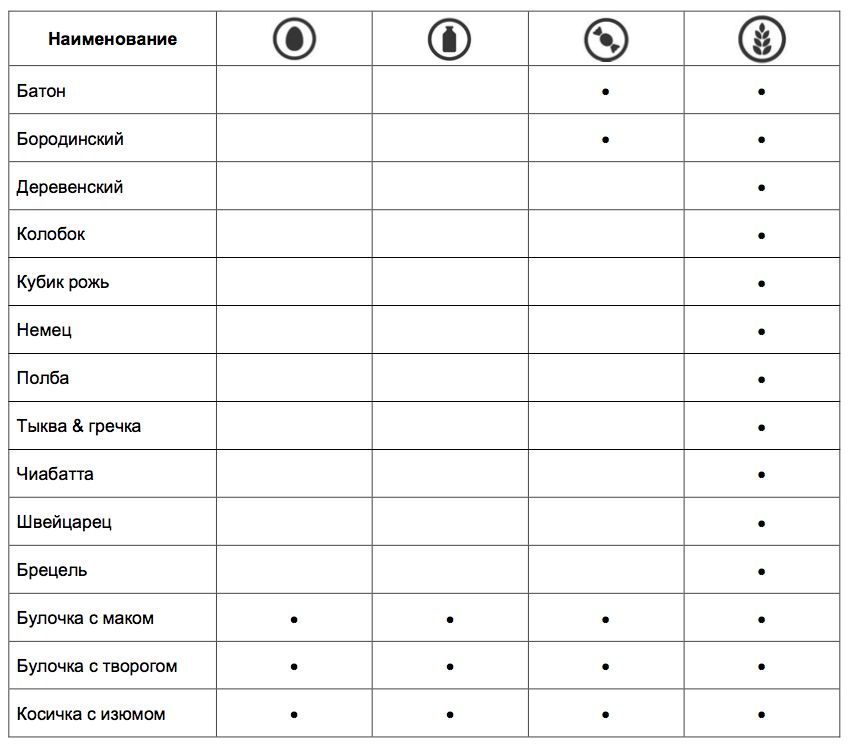 Наименование
Батон • •
Бородинский • •
Деревенский •
Колобок •
Кубик рожь •
Немец •
Полба •
Тыква & гречка •
Чиабатта •
Швейцарец •
Брецель •
Булочка с маком • • • •
Булочка с творогом • • • •
Косичка с изюмом • • • •